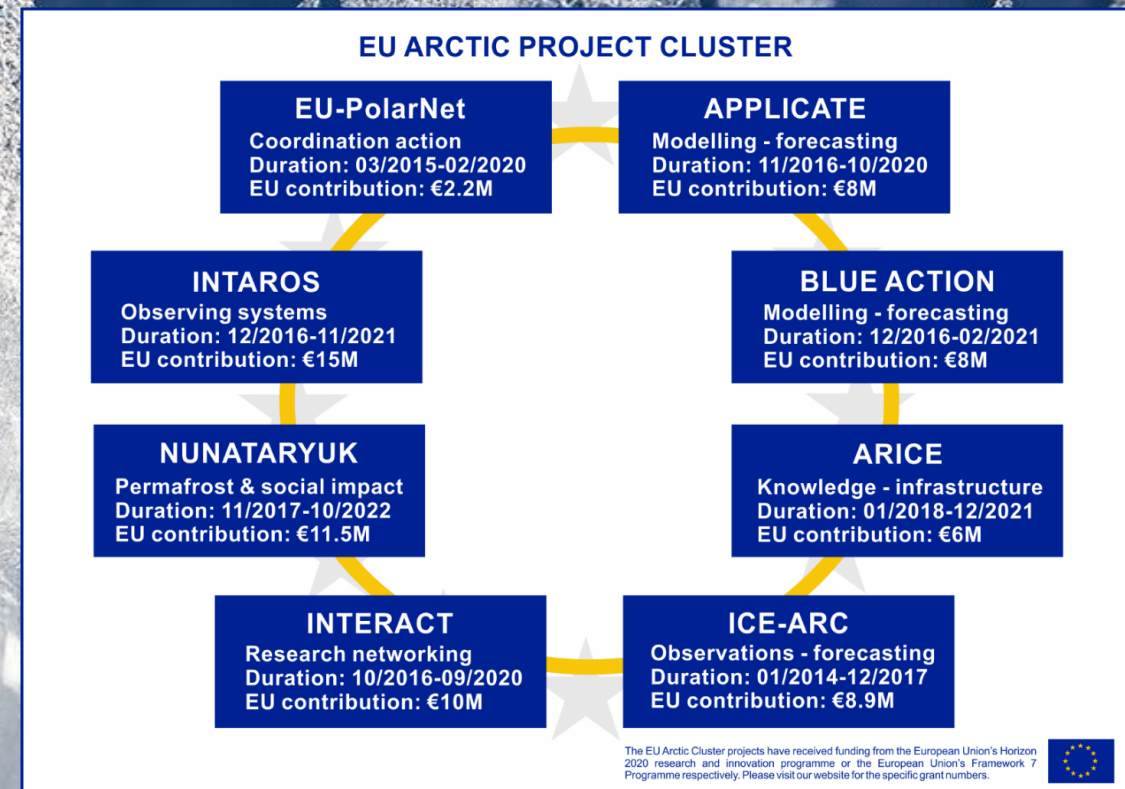 EU ARCTIC PROJECT CLUSTER
EU-PolarNet
Coordination action
Duration: 03/2015-02/2020
EU contribution: €2.2M
APPLICATE
Modelling - forecasting
Duration: 11/2016-10/2020
EU contribution: €8M
INTAROS
Observing systems
Duration: 12/2016-11/2021
EU contribution: €15M
BLUE ACTION
Modelling - forecasting
Duration: 12/2016-02/2021
EU contribution: €8M
NUNATARYUK
Permafrost & social impact
Duration: 11/2017-10/2022
EU contribution: €11.5M
ARICE
Knowledge - infrastructure
Duration: 01/2018-12/2021
EU contribution: €6M
INTERACT
Research networking
Duration: 10/2016-09/2020
EU contribution: €10M
ICE-ARC
Observations - forecasting
Duration: 01/2014-12/2017
EU contribution: €8.9M
The EU Arctic Cluster projects have received funding from the European Union's Horizon
2020 research and innovation programme or the European Union's Framework 7
Programme respectively. Please visit our website for the specific grant numbers.